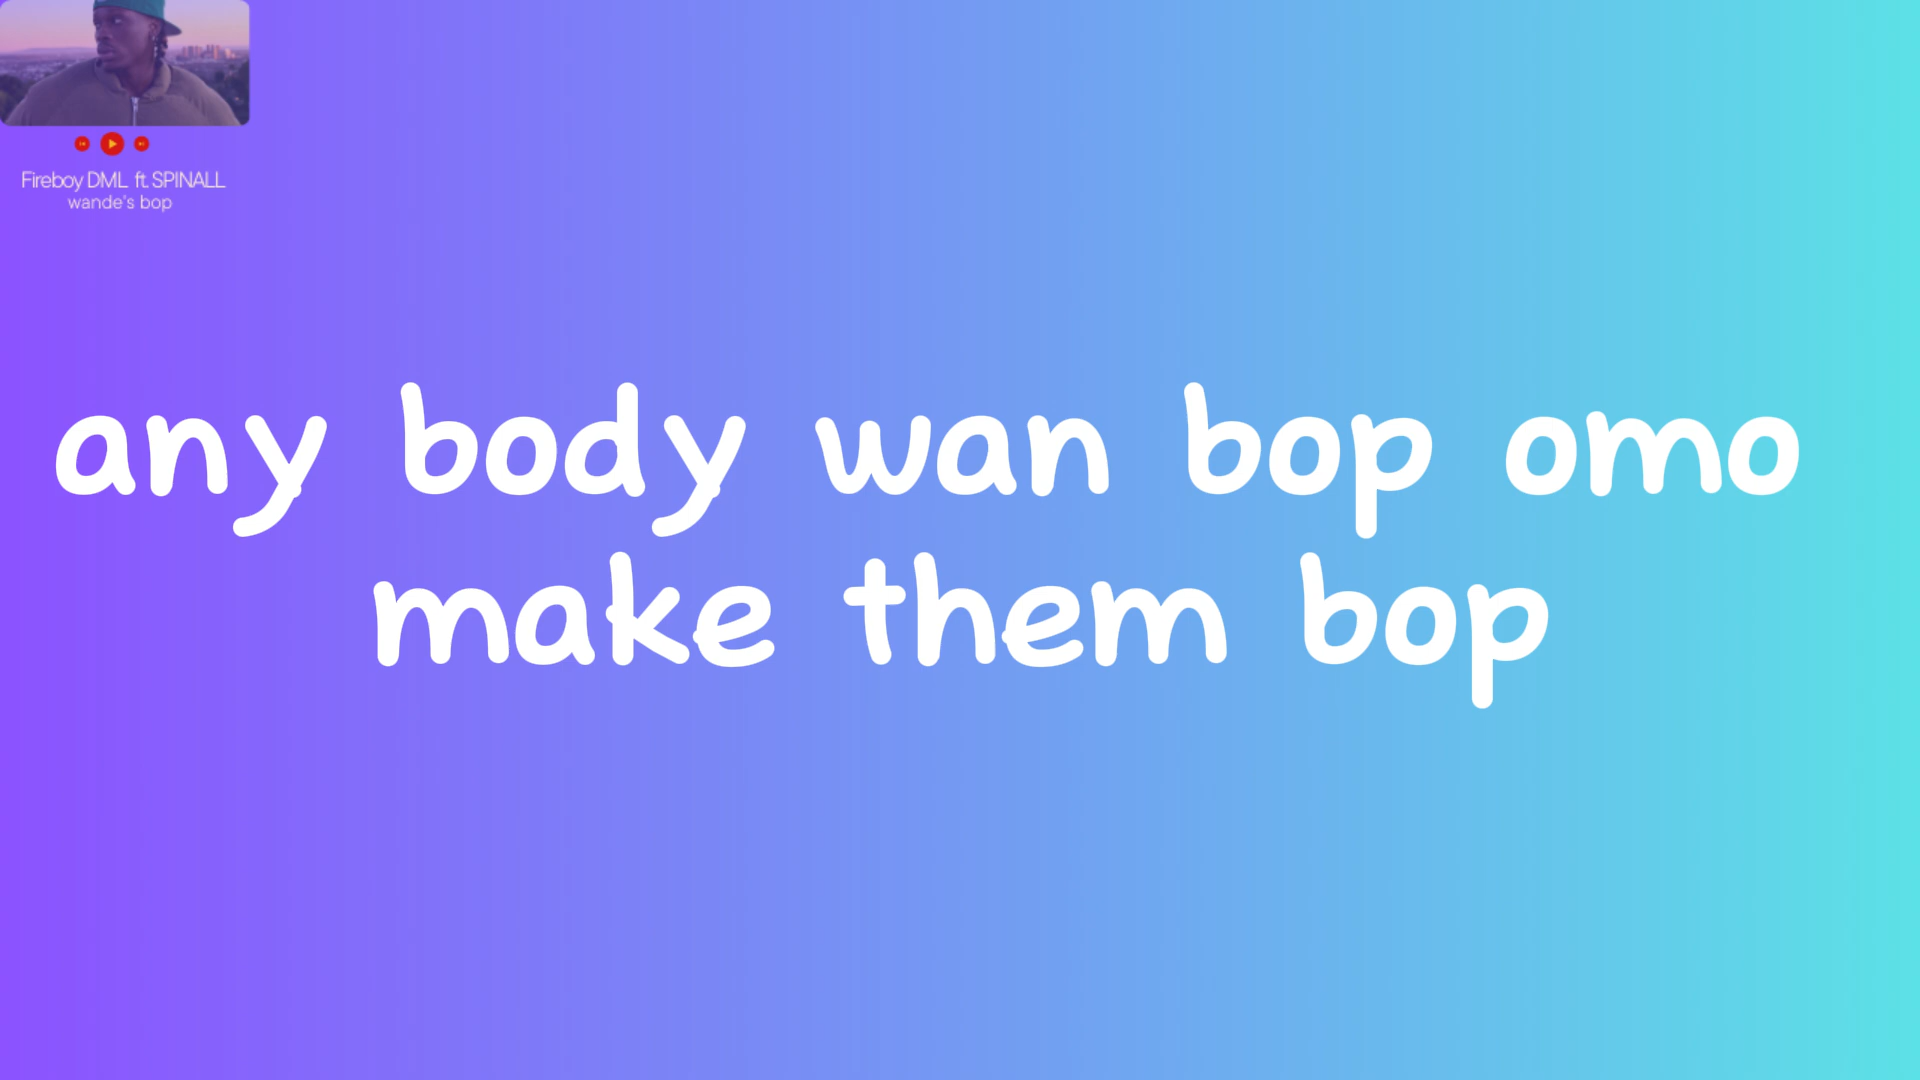 Fireboy DML ft. SPINALL
wande's bop
any body wan bop omo
make them bop